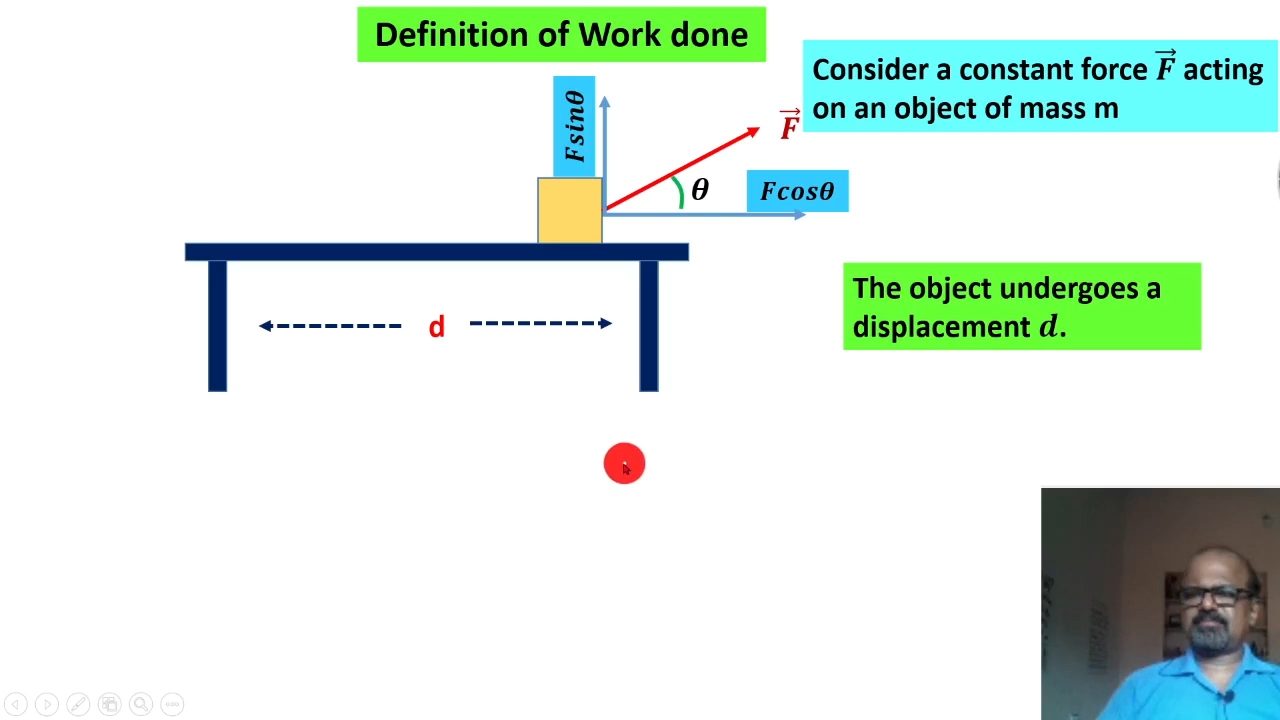 Definition of Work done
Consider a constant force F⃗ acting
on an object of mass m
Fsinθ
F⃗
θ
Fcosθ
The object undergoes a
displacement d.
d